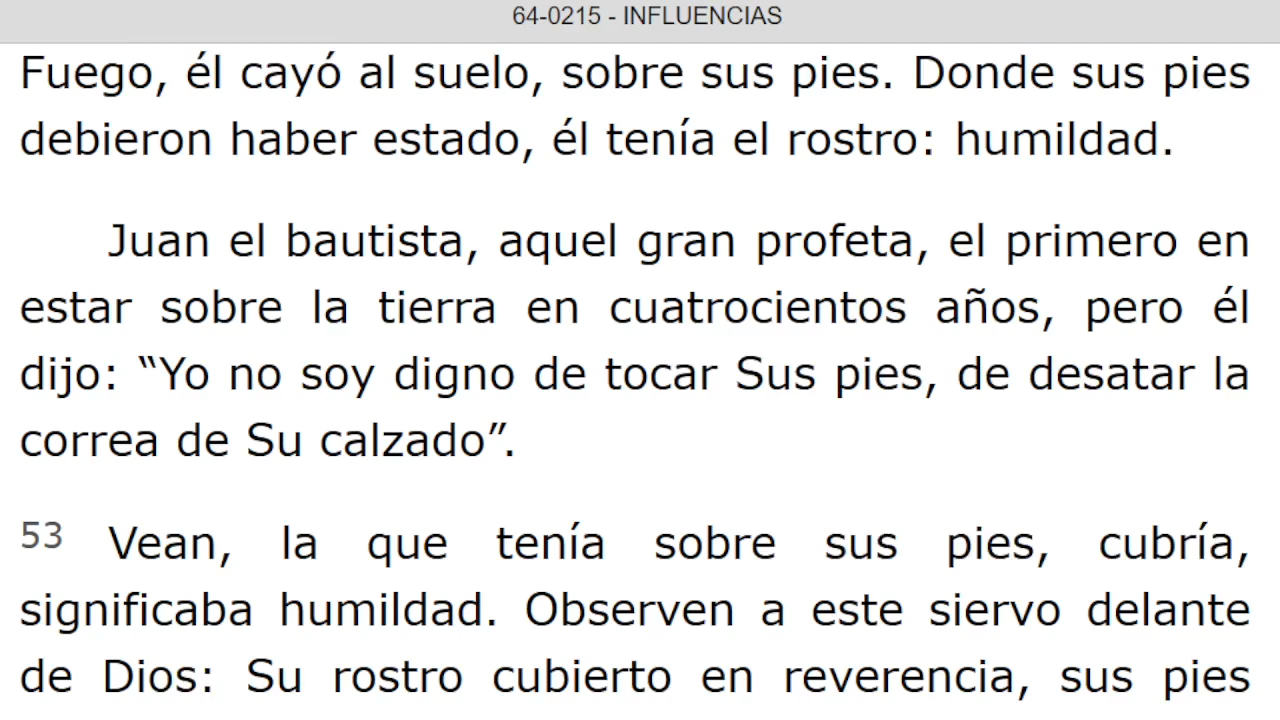 64-0215 - INFLUENCIAS
Fuego, él cayó al suelo, sobre sus pies. Donde sus pies
debieron haber estado, él tenía el rostro: humildad.
Juan el bautista, aquel gran profeta, el primero en
estar sobre la tierra en cuatrocientos años, pero él
dijo: “Yo no soy digno de tocar Sus pies, de desatar la
correa de Su calzado”.
53 Vean, la que tenía sobre sus pies, cubría,
significaba humildad. Observen a este siervo delante
de Dios: Su rostro cubierto en reverencia, sus pies